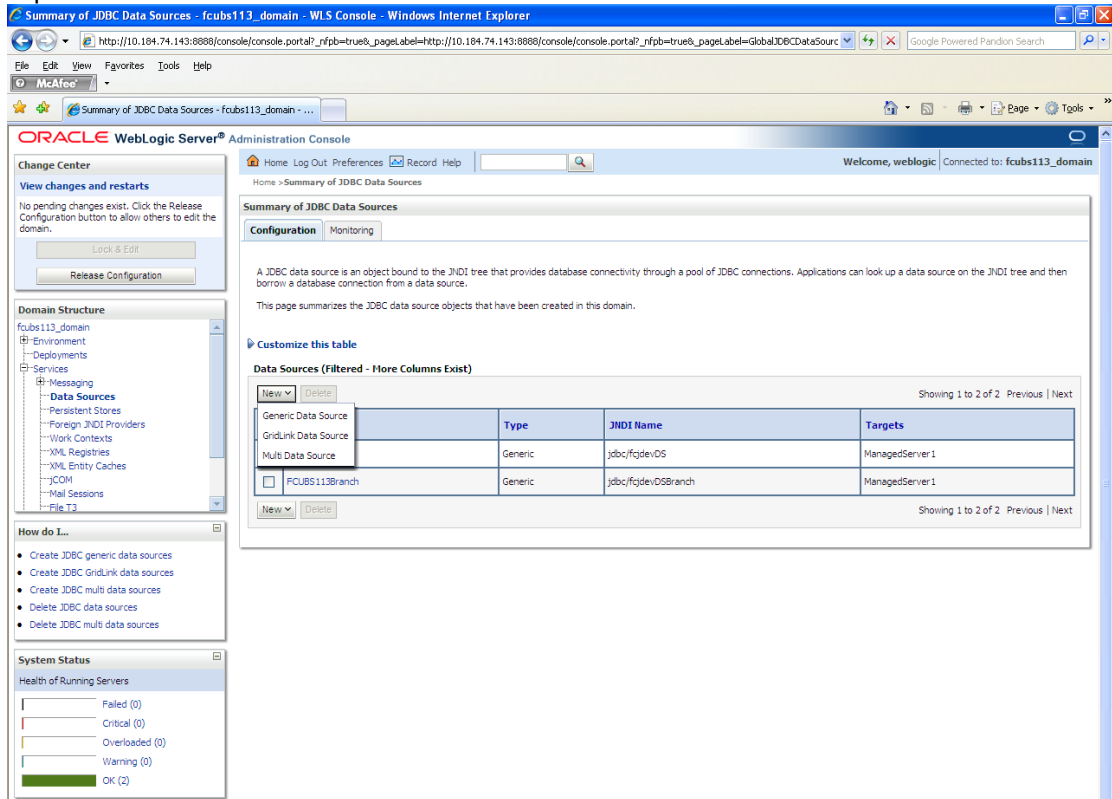 Summary of JDBC Data Sources - fcubs113_domain - WLS Console - Windows Internet Explorer
http://10.184.74.143:8888/console/console.portal?_nfpb=true&_pageLabel=http://10.184.74.143:8888/console/console.portal?_nfpb=true&_pageLabel=GlobalJDBCDataSourc
Google Powered Pandion Search
File Edit View Favorites Tools Help
McAfee
Summary of JDBC Data Sources - fcubs113_domain - ...
Page Tools »
ORACLE WebLogic Server® Administration Console
Change Center
View changes and restarts
No pending changes exist. Click the Release
Configuration button to allow others to edit the
domain.
Lock & Edit
Release Configuration
Domain Structure
fcubs113_domain
Environment
Deployments
Services
Messaging
Data Sources
Persistent Stores
Foreign JNDI Providers
Work Contexts
XML Registries
XML Entity Caches
jCOM
Mail Sessions
File T3
How do I...
Create JDBC generic data sources
Create JDBC GridLink data sources
Create JDBC multi data sources
Delete JDBC data sources
Delete JDBC multi data sources
System Status
Health of Running Servers
Failed (0)
Critical (0)
Overloaded (0)
Warning (0)
OK (2)
Home Log Out Preferences Record Help
Welcome, weblogic Connected to: fcubs113_domain
Home >Summary of JDBC Data Sources
Summary of JDBC Data Sources
Configuration Monitoring
A JDBC data source is an object bound to the JNDI tree that provides database connectivity through a pool of JDBC connections. Applications can look up a data source on the JNDI tree and then
borrow a database connection from a data source.
This page summarizes the JDBC data source objects that have been created in this domain.
Customize this table
Data Sources (Filtered - More Columns Exist)
New Delete Showing 1 to 2 of 2 Previous | Next
Generic Data Source
GridLink Data Source
Multi Data Source
Type JNDI Name Targets
Generic jdbc/fcjdevDS ManagedServer1
FCUBS113Branch Generic jdbc/fcjdevDSBranch ManagedServer1
New Delete Showing 1 to 2 of 2 Previous | Next